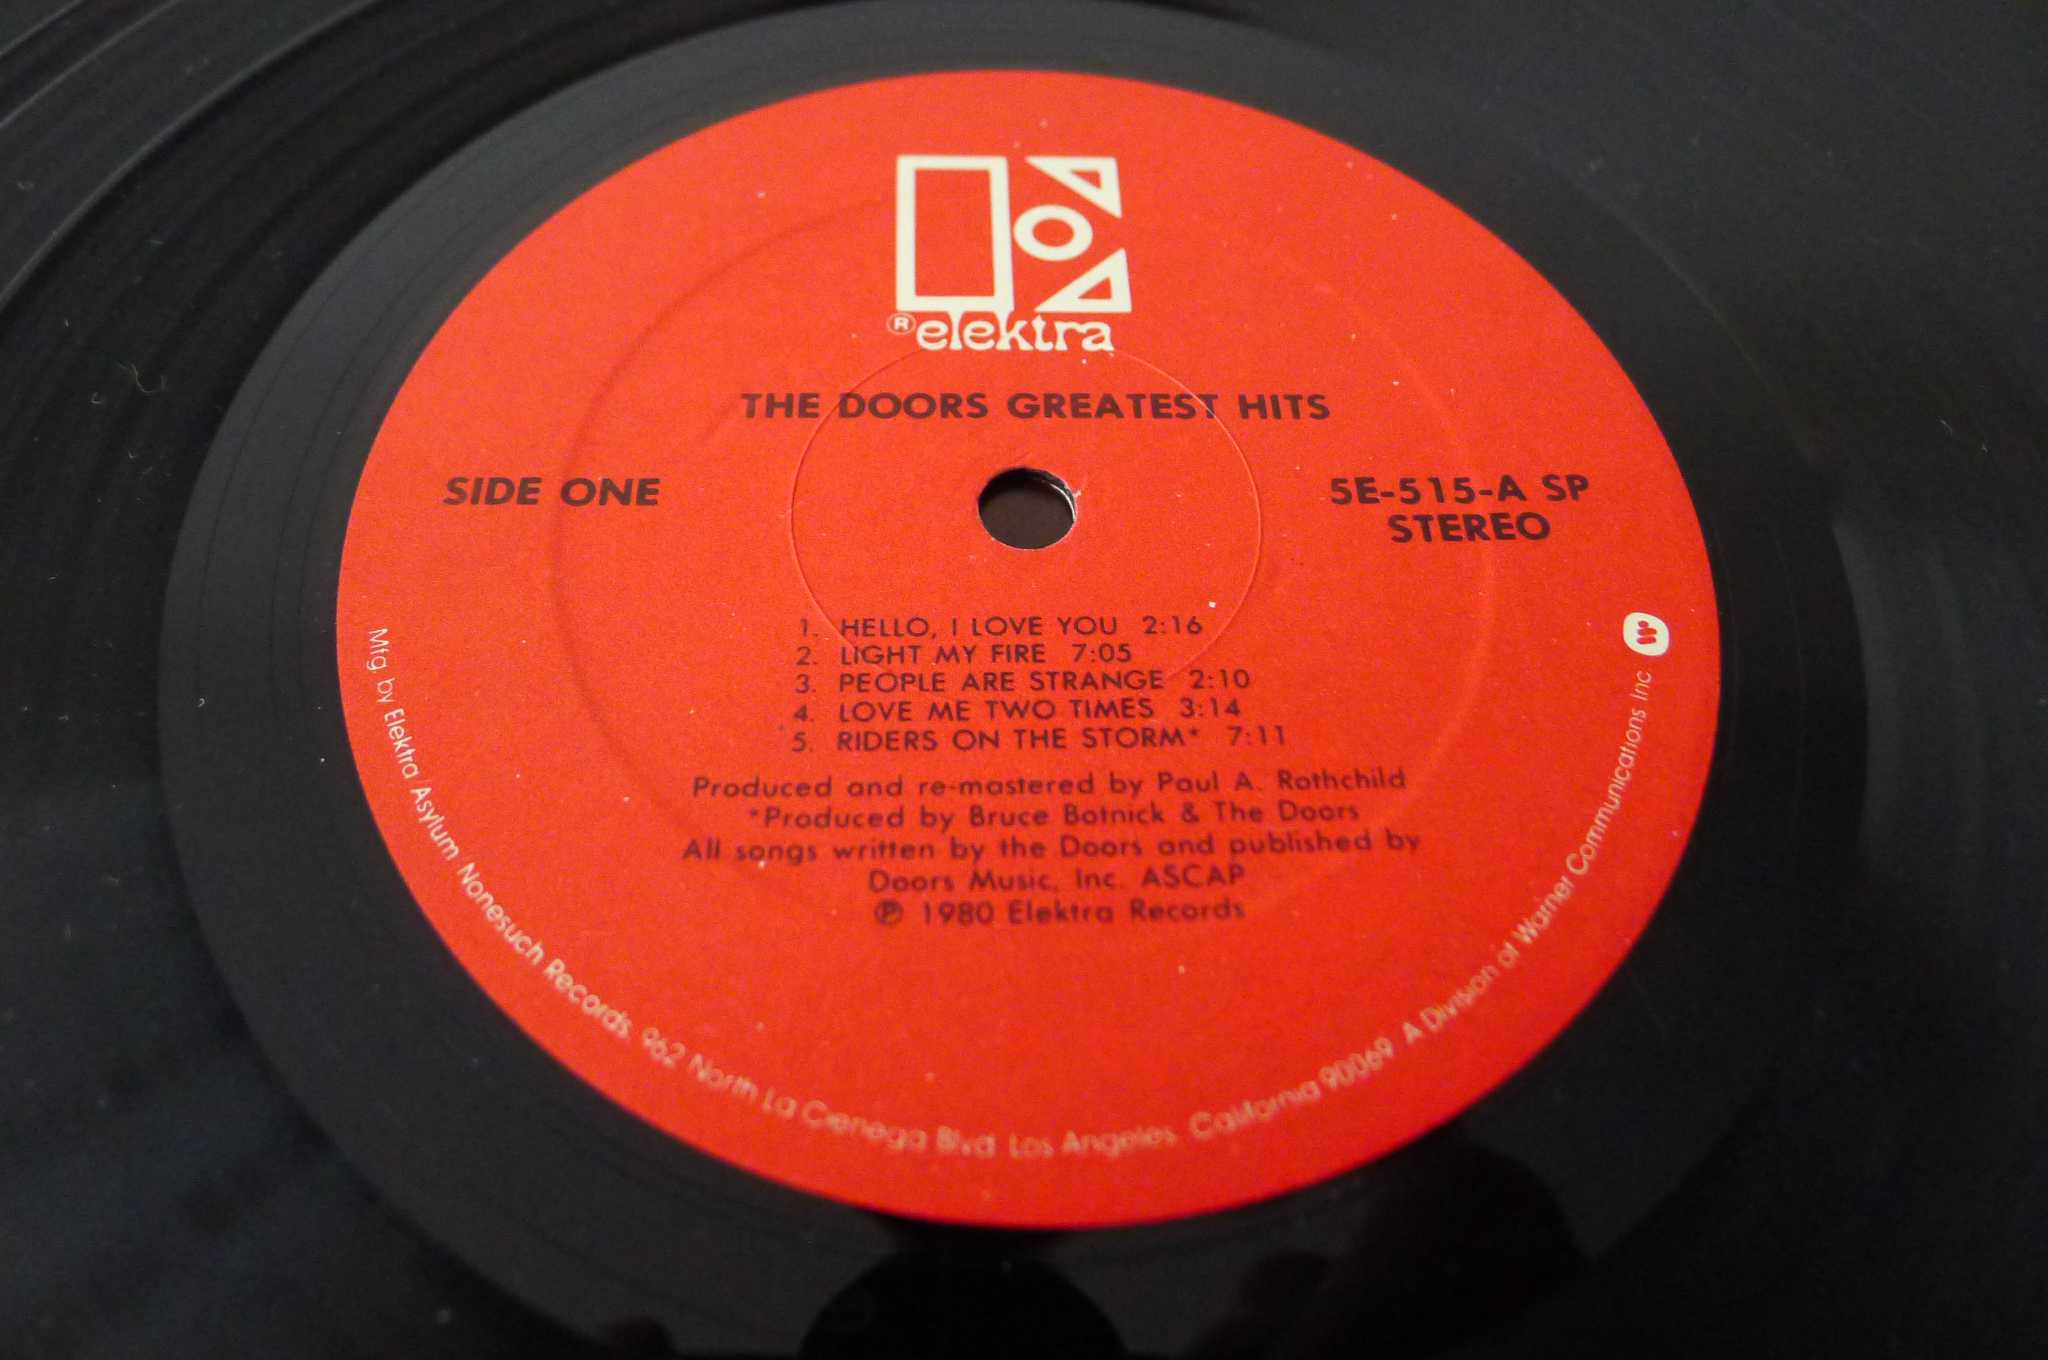 ® elektra
THE DOORS GREATEST HITS
SIDE ONE
5E-515-A SP
STEREO
1. HELLO, I LOVE YOU 2:16
2. LIGHT MY FIRE 7:05
3. PEOPLE ARE STRANGE 2:10
4. LOVE ME TWO TIMES 3:14
5. RIDERS ON THE STORM* 7:11
Produced and re-mastered by Paul A. Rothchild
*Produced by Bruce Botnick & The Doors
All songs written by the Doors and published by
Doors Music, Inc. ASCAP
℗ 1980 Elektra Records
Mfg. by Elektra/Asylum Nonesuch Records, 962 North La Cienega Blvd. Los Angeles, California 90069 A Division of Warner Communications Inc